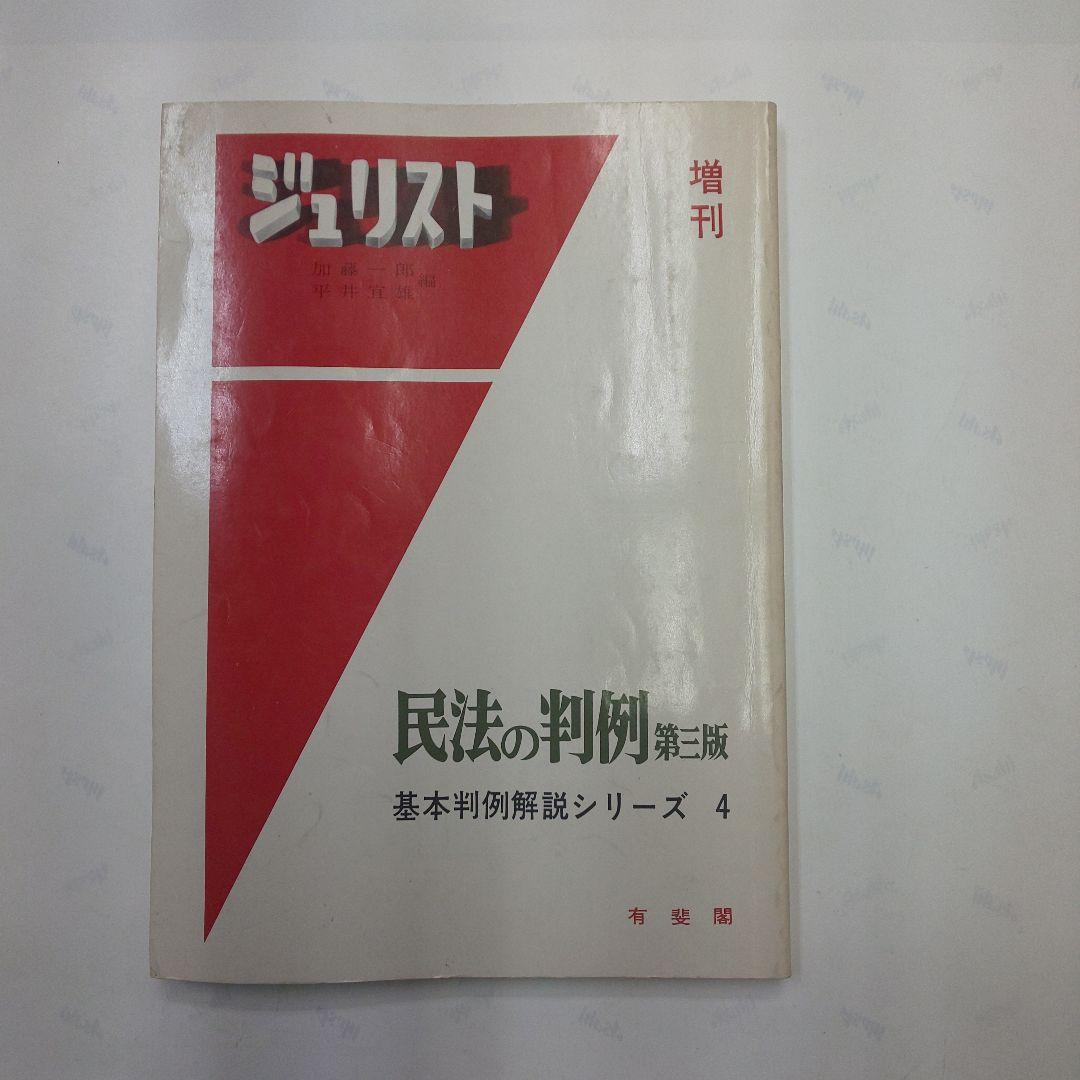 ジュリスト
増刊
加藤一郎
平井宜雄 編
民法の判例 第三版
基本判例解説シリーズ 4
有斐閣